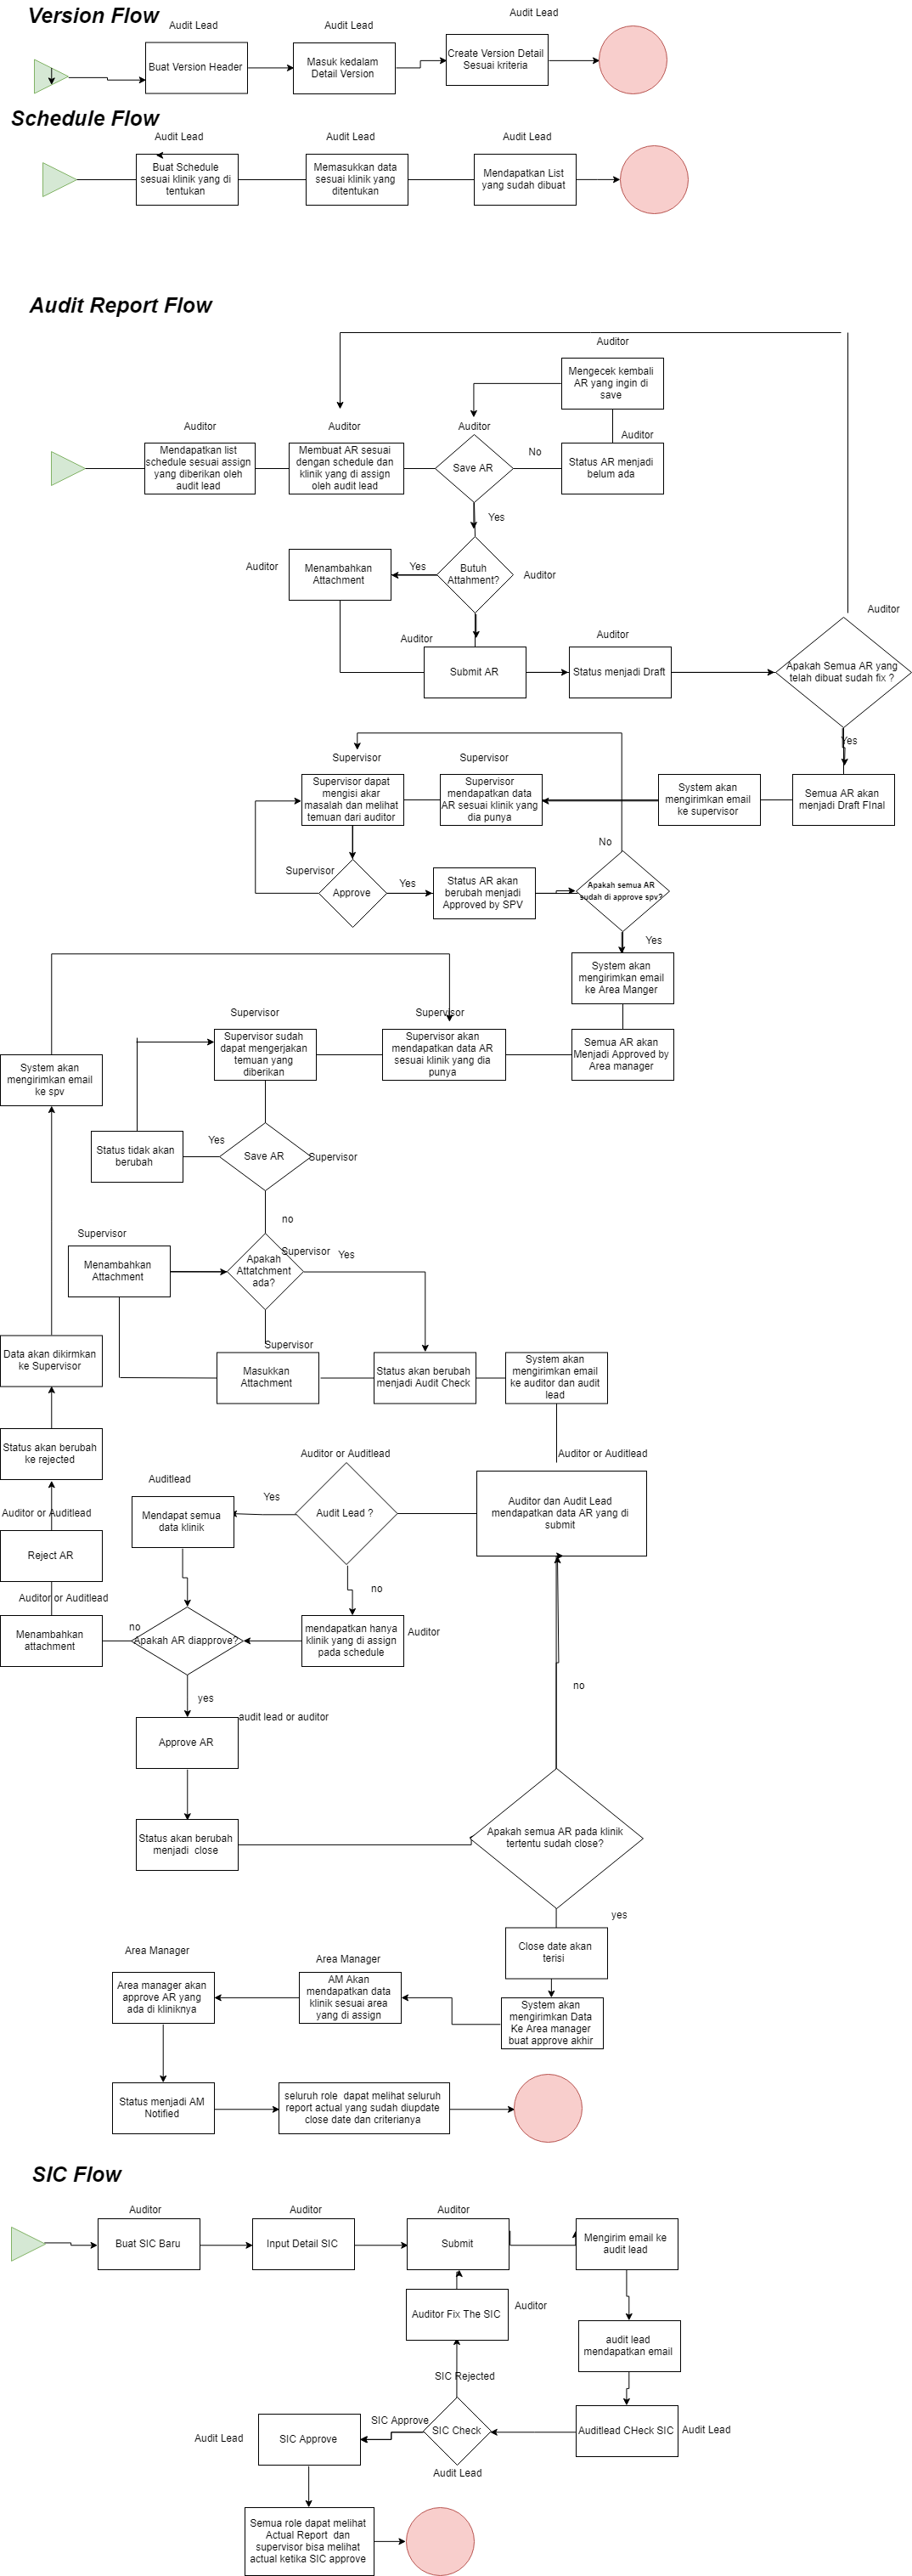 Version Flow
Audit Lead
Audit Lead
Audit Lead
Buat Version Header
Masuk kedalam
Detail Version
Create Version Detail
Sesuai kriteria
Schedule Flow
Audit Lead
Audit Lead
Audit Lead
Buat Schedule
sesuai klinik yang di
tentukan
Memasukkan data
sesuai klinik yang
ditentukan
Mendapatkan List
yang sudah dibuat
Audit Report Flow
Auditor
Mengecek kembali
AR yang ingin di
save
Auditor
Auditor
Auditor
Auditor
Mendapatkan list
schedule sesuai assign
yang diberikan oleh
audit lead
Membuat AR sesuai
dengan schedule dan
klinik yang di assign
oleh audit lead
Save AR
No
Status AR menjadi
belum ada
Yes
Auditor
Menambahkan
Attachment
Yes
Butuh
Attahment?
Auditor
Auditor
Submit AR
Auditor
Status menjadi Draft
Auditor
Apakah Semua AR yang
telah dibuat sudah fix ?
Yes
Supervisor
Supervisor
Supervisor dapat
mengisi akar
masalah dan melihat
temuan dari auditor
Supervisor
mendapatkan data
AR sesuai klinik yang
dia punya
System akan
mengirimkan email
ke supervisor
Semua AR akan
menjadi Draft FInal
No
Supervisor
Approve
Yes
Status AR akan
berubah menjadi
Approved by SPV
Apakah semua AR
sudah di approve spv?
Yes
System akan
mengirimkan email
ke Area Manger
Supervisor
Supervisor
Supervisor sudah
dapat mengerjakan
temuan yang
diberikan
Supervisor akan
mendapatkan data AR
sesuai klinik yang dia
punya
Semua AR akan
Menjadi Approved by
Area manager
System akan
mengirimkan email
ke spv
Status tidak akan
berubah
Yes
Save AR
Supervisor
no
Supervisor
Menambahkan
Attachment
Apakah
Attatchment
ada?
Supervisor
Yes
Data akan dikirmkan
ke Supervisor
Supervisor
Masukkan
Attachment
Status akan berubah
menjadi Audit Check
System akan
mengirimkan email
ke auditor dan audit
lead
Status akan berubah
ke rejected
Auditor or Auditlead
Auditor or Auditlead
Auditlead
Yes
Audit Lead ?
Auditor dan Audit Lead
mendapatkan data AR yang di
submit
Mendapat semua
data klinik
Auditor or Auditlead
Reject AR
no
Auditor or Auditlead
Menambahkan
attachment
no
Apakah AR diapprove?
mendapatkan hanya
klinik yang di assign
pada schedule
Auditor
no
yes
audit lead or auditor
Approve AR
Status akan berubah
menjadi  close
Apakah semua AR pada klinik
tertentu sudah close?
yes
Close date akan
terisi
Area Manager
Area Manager
Area manager akan
approve AR yang
ada di kliniknya
AM Akan
mendapatkan data
klinik sesuai area
yang di assign
System akan
mengirimkan Data
Ke Area manager
buat approve akhir
Status menjadi AM
Notified
seluruh role  dapat melihat seluruh
report actual yang sudah diupdate
close date dan criterianya
SIC Flow
Auditor
Auditor
Auditor
Buat SIC Baru
Input Detail SIC
Submit
Mengirim email ke
audit lead
Auditor Fix The SIC
Auditor
audit lead
mendapatkan email
SIC Rejected
Audit Lead
SIC Approve
SIC Approve
SIC Check
Auditlead CHeck SIC
Audit Lead
Audit Lead
Semua role dapat melihat
Actual Report  dan
supervisor bisa melihat
actual ketika SIC approve